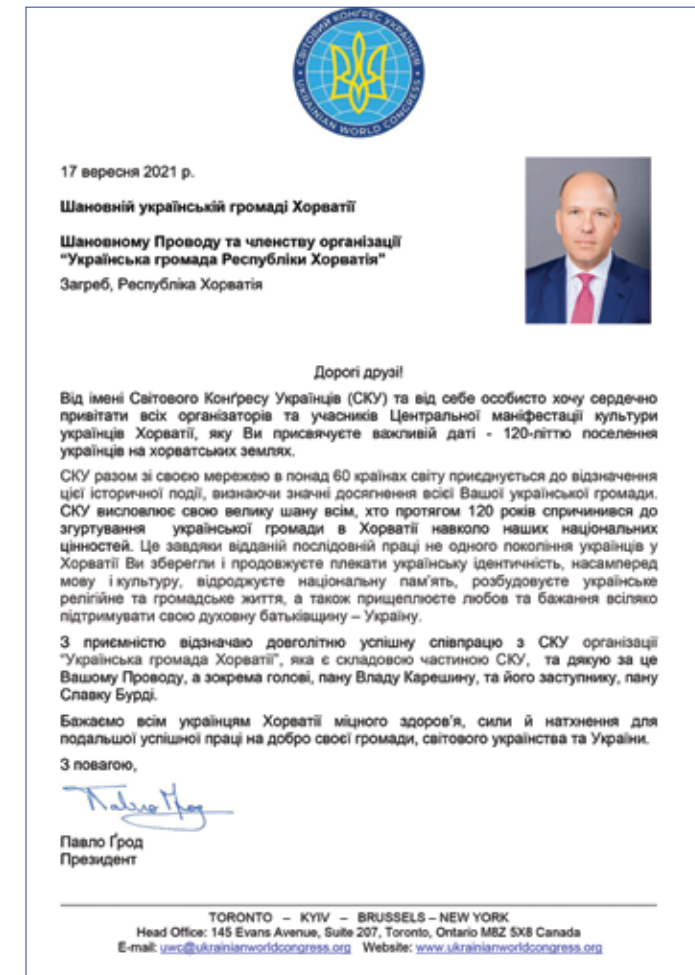 СВІТОВИЙ КОНҐРЕС УКРАЇНЦІВ
UKRAINIAN WORLD CONGRESS
17 вересня 2021 р.
Шановній українській громаді Хорватії
Шановному Проводу та членству організації
“Українська громада Республіки Хорватія”
Загреб, Республіка Хорватія
Дорогі друзі!
Від імені Світового Конґресу Українців (СКУ) та від себе особисто хочу сердечно
привітати всіх організаторів та учасників Центральної маніфестації культури
українців Хорватії, яку Ви присвячуєте важливій даті - 120-літтю поселення
українців на хорватських землях.
СКУ разом зі своєю мережею в понад 60 країнах світу приєднується до відзначення
цієї історичної події, визнаючи значні досягнення всієї Вашої української громади.
СКУ висловлює свою велику шану всім, хто протягом 120 років спричинився до
згуртування української громади в Хорватії навколо наших національних
цінностей. Це завдяки відданій послідовній праці не одного покоління українців у
Хорватії Ви зберегли і продовжуєте плекати українську ідентичність, насамперед
мову і культуру, відроджуєте національну пам’ять, розбудовуєте українське
релігійне та громадське життя, а також прищеплюєте любов та бажання всіляко
підтримувати свою духовну батьківщину – Україну.
З приємністю відзначаю довголітню успішну співпрацю з СКУ організації
“Українська громада Хорватії”, яка є складовою частиною СКУ, та дякую за це
Вашому Проводу, а зокрема голові, пану Владу Карешину, та його заступнику, пану
Славку Бурді.
Бажаємо всім українцям Хорватії міцного здоров’я, сили й натхнення для
подальшої успішної праці на добро своєї громади, світового українства та України.
З повагою,
Павло Ґрод
Павло Ґрод
Президент
TORONTO – KYIV – BRUSSELS – NEW YORK
Head Office: 145 Evans Avenue, Suite 207, Toronto, Ontario M8Z 5X8 Canada
E-mail: uwc@ukrainianworldcongress.org Website: www.ukrainianworldcongress.org